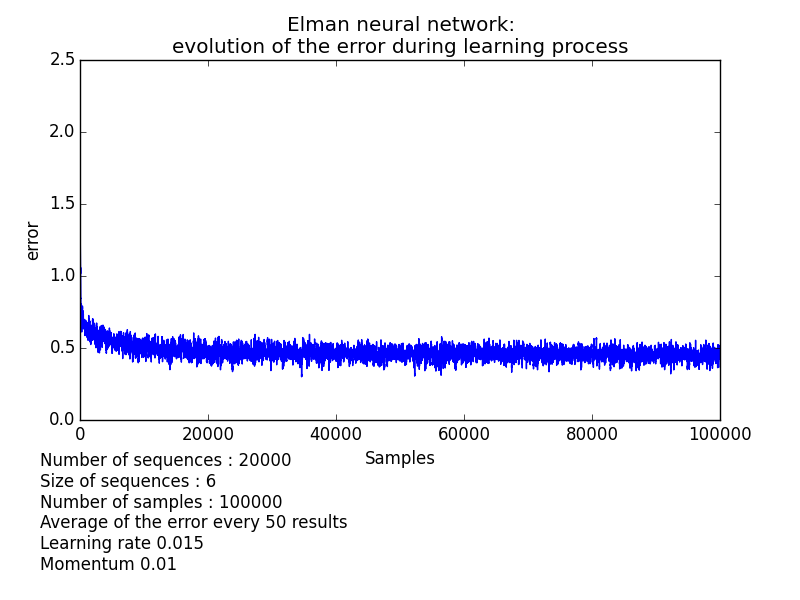 Elman neural network:
evolution of the error during learning process
2.5
2.0
1.5
1.0
0.5
0.0
error
0 20000 40000 60000 80000 100000
Samples
Number of sequences : 20000
Size of sequences : 6
Number of samples : 100000
Average of the error every 50 results
Learning rate 0.015
Momentum 0.01